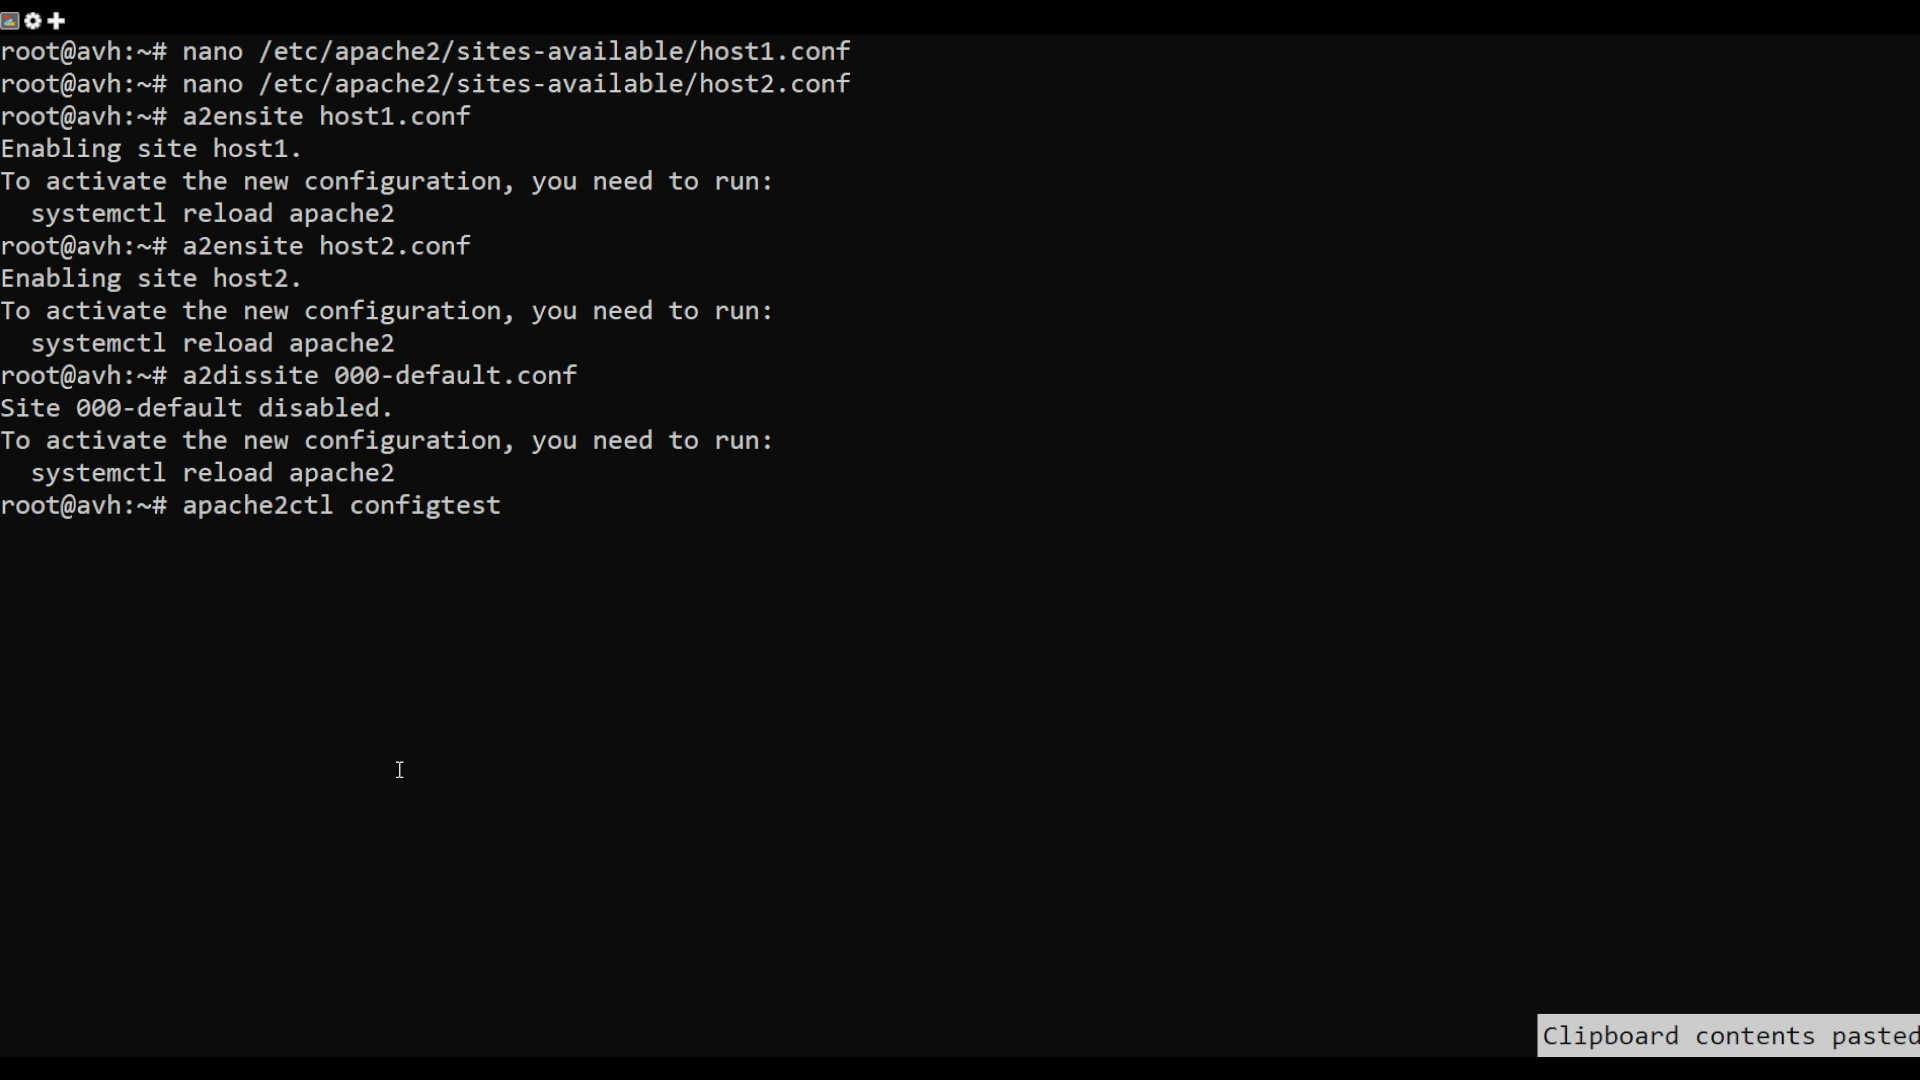 root@avh:~# nano /etc/apache2/sites-available/host1.conf
root@avh:~# nano /etc/apache2/sites-available/host2.conf
root@avh:~# a2ensite host1.conf
Enabling site host1.
To activate the new configuration, you need to run:
  systemctl reload apache2
root@avh:~# a2ensite host2.conf
Enabling site host2.
To activate the new configuration, you need to run:
  systemctl reload apache2
root@avh:~# a2dissite 000-default.conf
Site 000-default disabled.
To activate the new configuration, you need to run:
  systemctl reload apache2
root@avh:~# apache2ctl configtest
Clipboard contents pasted